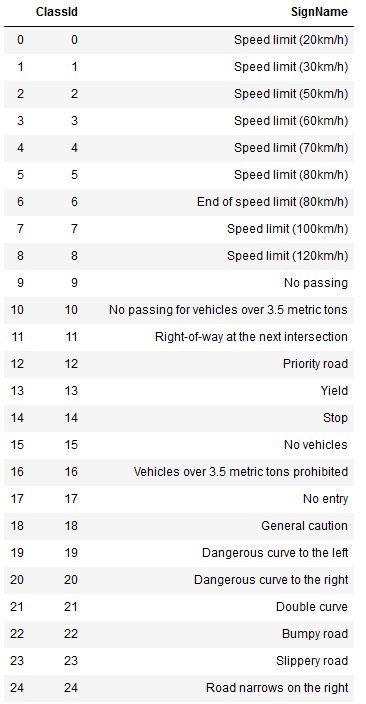 ClassId SignName
0 0 Speed limit (20km/h)
1 1 Speed limit (30km/h)
2 2 Speed limit (50km/h)
3 3 Speed limit (60km/h)
4 4 Speed limit (70km/h)
5 5 Speed limit (80km/h)
6 6 End of speed limit (80km/h)
7 7 Speed limit (100km/h)
8 8 Speed limit (120km/h)
9 9 No passing
10 10 No passing for vehicles over 3.5 metric tons
11 11 Right-of-way at the next intersection
12 12 Priority road
13 13 Yield
14 14 Stop
15 15 No vehicles
16 16 Vehicles over 3.5 metric tons prohibited
17 17 No entry
18 18 General caution
19 19 Dangerous curve to the left
20 20 Dangerous curve to the right
21 21 Double curve
22 22 Bumpy road
23 23 Slippery road
24 24 Road narrows on the right